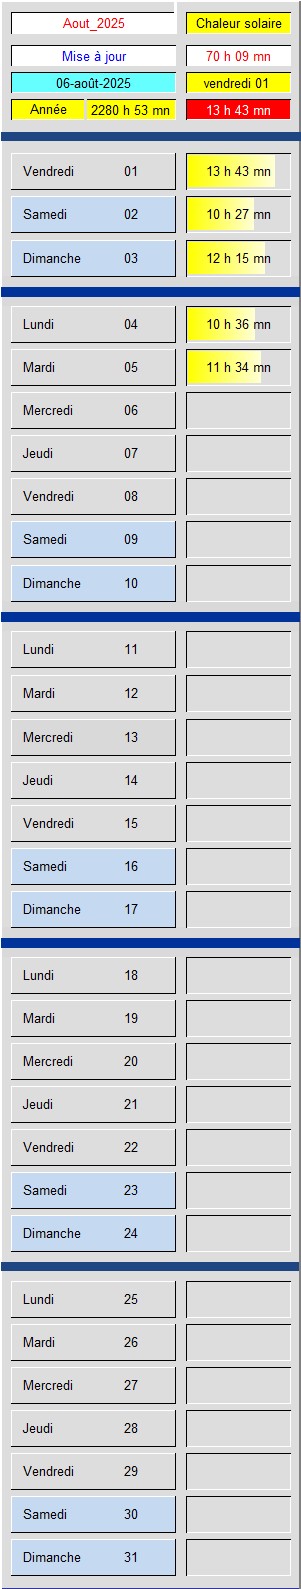 Aout_2025 Chaleur solaire
Mise à jour 70 h 09 mn
06-août-2025 vendredi 01
Année 2280 h 53 mn 13 h 43 mn
Vendredi 01 13 h 43 mn
Samedi 02 10 h 27 mn
Dimanche 03 12 h 15 mn
Lundi 04 10 h 36 mn
Mardi 05 11 h 34 mn
Mercredi 06
Jeudi 07
Vendredi 08
Samedi 09
Dimanche 10
Lundi 11
Mardi 12
Mercredi 13
Jeudi 14
Vendredi 15
Samedi 16
Dimanche 17
Lundi 18
Mardi 19
Mercredi 20
Jeudi 21
Vendredi 22
Samedi 23
Dimanche 24
Lundi 25
Mardi 26
Mercredi 27
Jeudi 28
Vendredi 29
Samedi 30
Dimanche 31